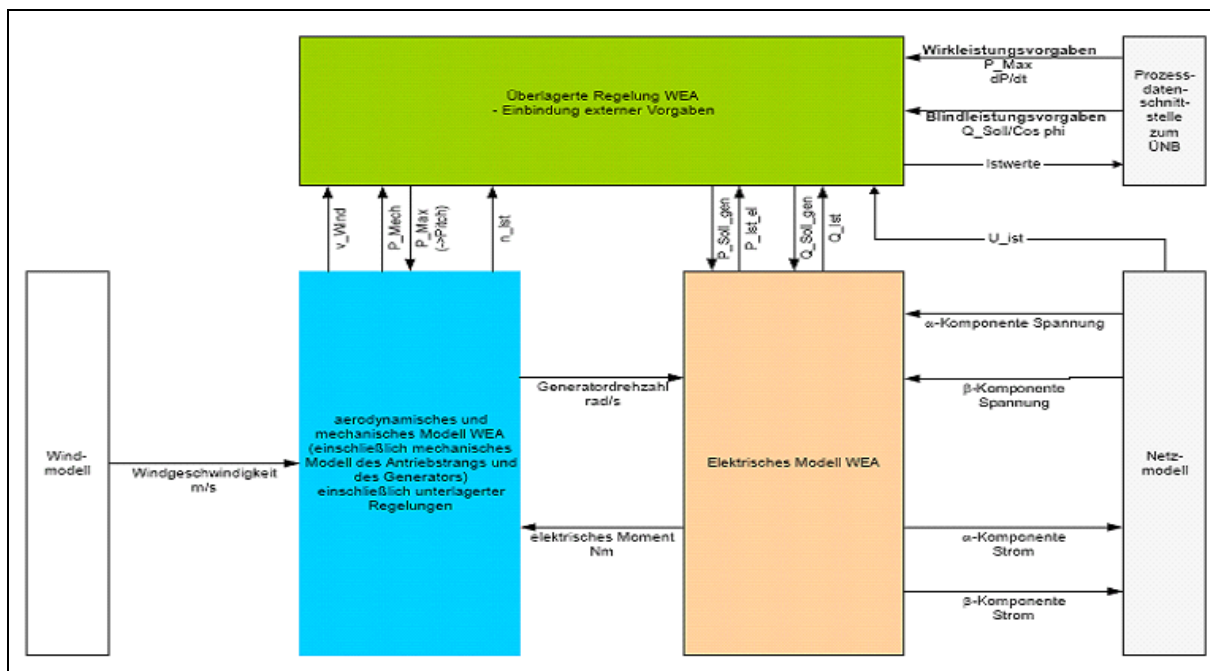 Überlagerte Regelung WEA
- Einbindung externer Vorgaben
Wirkleistungsvorgaben
P_Max
dP/dt
Blindleistungsvorgaben
Q_Soll/Cos phi
Istwerte
Prozess-
daten-
schnitt-
stelle
zum
ÜNB
v_Wind
P_Mech
P_Max
(->Pitch)
n_Ist
P_Soll_gen
P_Ist_el
Q_Soll_gen
Q_Ist
U_ist
Wind-
modell
Windgeschwindigkeit
m/s
aerodynamisches und
mechanisches Modell WEA
(einschließlich mechanisches
Modell des Antriebstrangs und
des Generators)
einschließlich unterlagerter
Regelungen
Generatordrehzahl
rad/s
elektrisches Moment
Nm
Elektrisches Modell WEA
α-Komponente Spannung
β-Komponente
Spannung
α-Komponente
Strom
β-Komponente
Strom
Netz-
modell